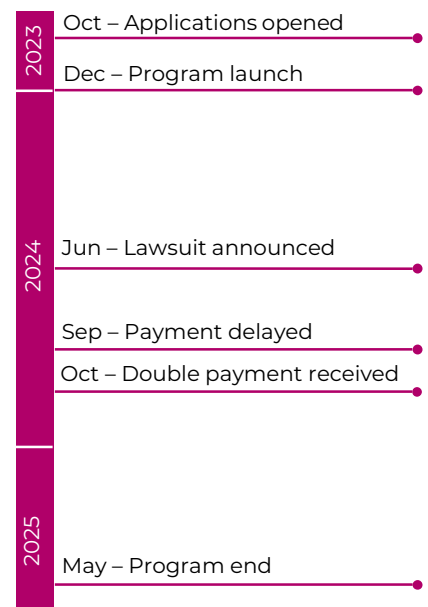 2023
Oct – Applications opened
Dec – Program launch
2024
Jun – Lawsuit announced
Sep – Payment delayed
Oct – Double payment received
2025
May – Program end